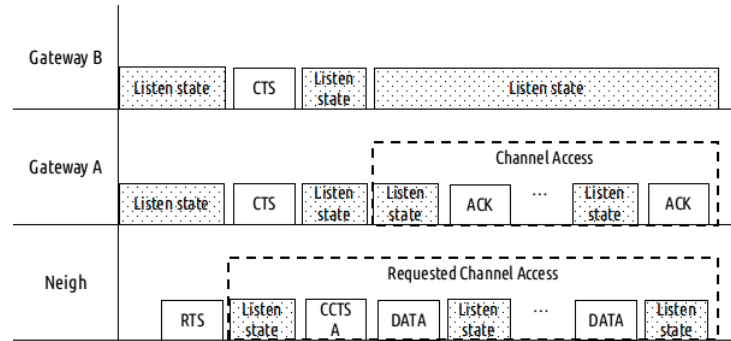 Gateway B
Listen state
CTS
Listen
state
Listen state
Gateway A
Listen state
CTS
Listen
state
Channel Access
Listen
state
ACK
...
Listen
state
ACK
Neigh
RTS
Requested Channel Access
Listen
state
CCTS
A
DATA
Listen
state
...
DATA
Listen
state